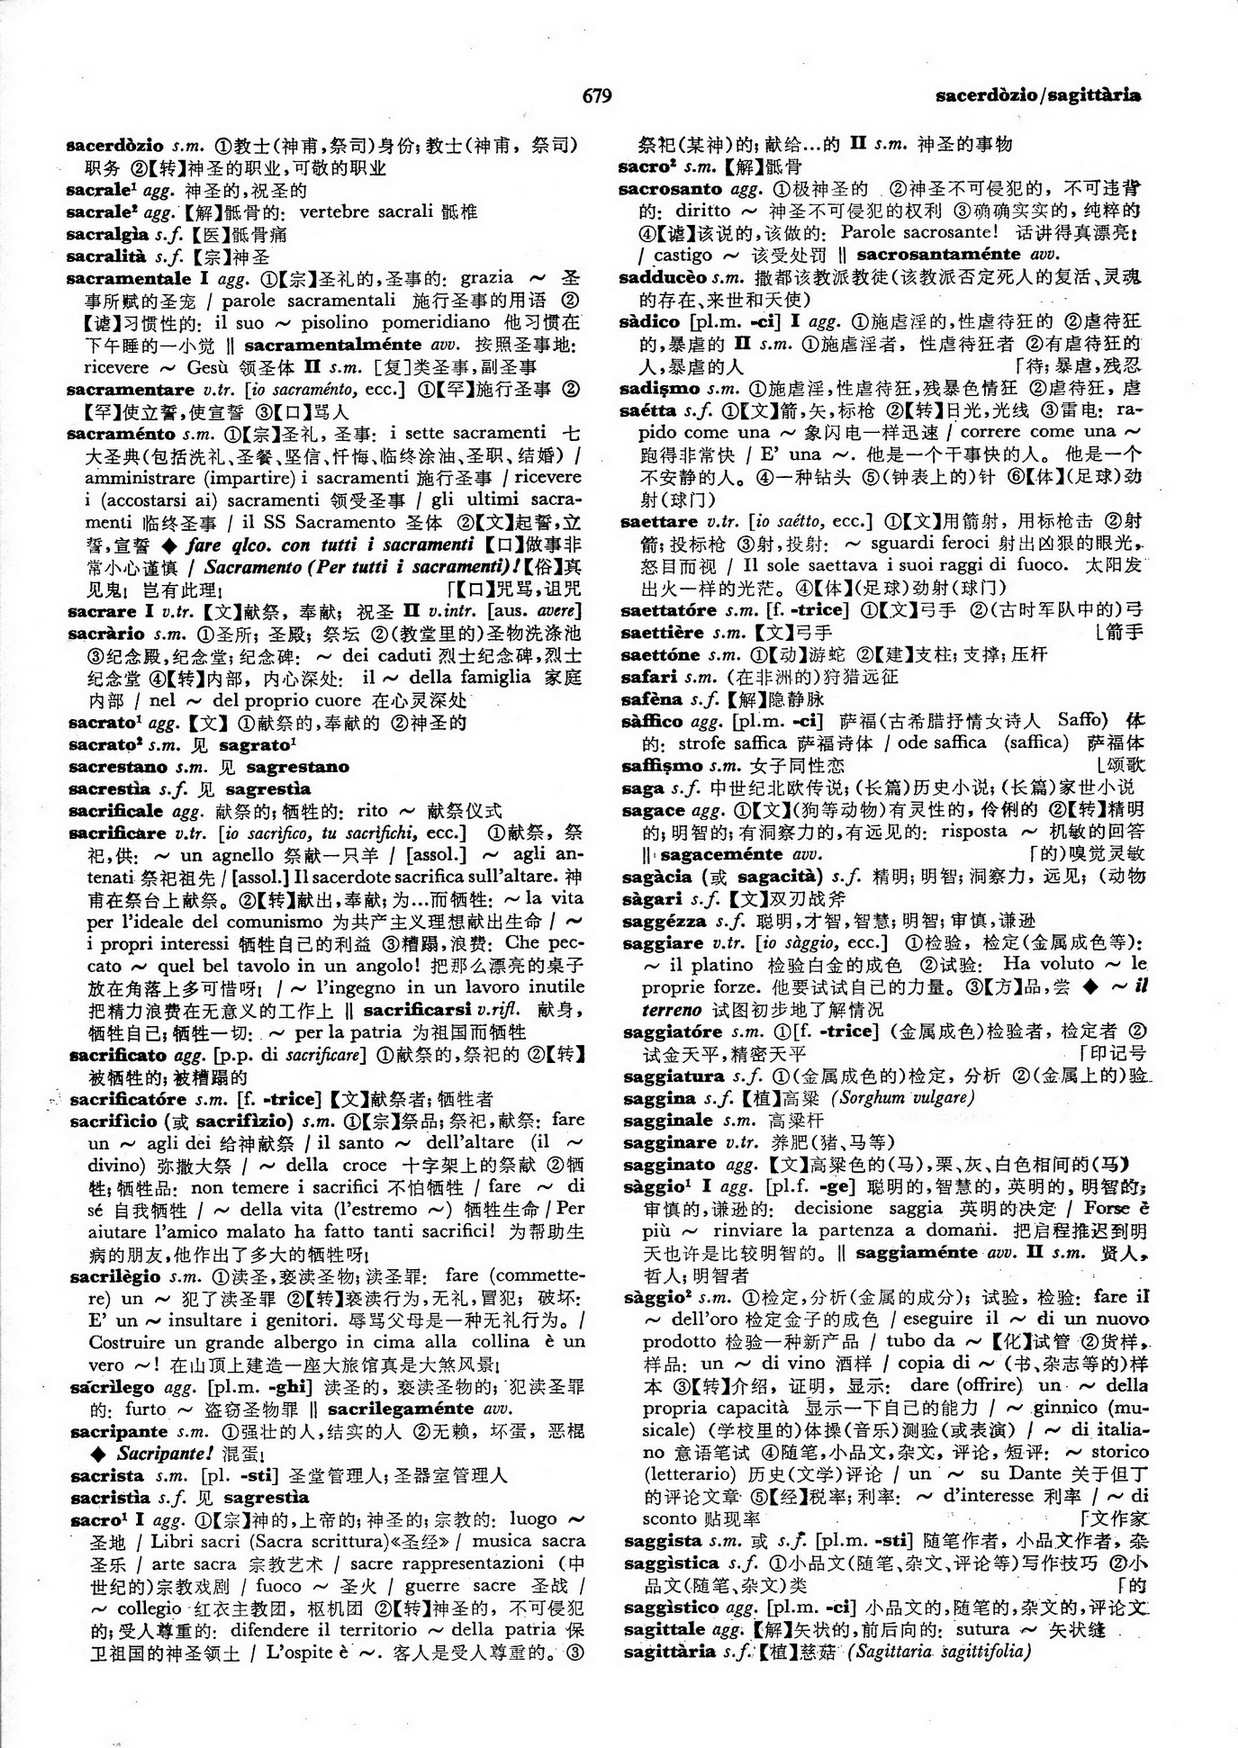 679
sacerdòzio/sagittària
sacerdòzio s.m. ①教士(神甫,祭司)身份;教士(神甫, 祭司)
职务 ②【转】神圣的职业,可敬的职业
sacrale¹ agg. 神圣的,祝圣的
sacrale² agg.【解】骶骨的: vertebre sacrali 骶椎
sacralgìa s.f.【医】骶骨痛
sacralità s.f.【宗】神圣
sacramentale I agg. ①【宗】圣礼的,圣事的: grazia ～ 圣
事所赋的圣宠 / parole sacramentali 施行圣事的用语 ②
【谑】习惯性的: il suo ～ pisolino pomeridiano 他习惯在
下午睡的一小觉 ‖ sacramentalménte avv. 按照圣事地:
ricevere ～ Gesù 领圣体 II s.m. [复]类圣事,副圣事
sacramentare v.tr. [io sacraménto, ecc.] ①【罕】施行圣事 ②
【罕】使立誓,使宣誓 ③【口】骂人
sacraménto s.m. ①【宗】圣礼, 圣事: i sette sacramenti 七
大圣典(包括洗礼、圣餐、坚信、忏悔、临终涂油、圣职、结婚) /
amministrare (impartire) i sacramenti 施行圣事 / ricevere
i (accostarsi ai) sacramenti 领受圣事 / gli ultimi sacra-
menti 临终圣事 / il SS Sacramento 圣体 ②【文】起誓,立
誓,宣誓 ◆ fare qlco. con tutti i sacramenti【口】做事非
常小心谨慎 / Sacramento (Per tutti i sacramenti)!【俗】真
见鬼! 岂有此理! 「【口】咒骂,诅咒
sacrare I v.tr.【文】献祭, 奉献; 祝圣 II v.intr. [aus. avere]
sacràrio s.m. ①圣所; 圣殿; 祭坛 ②(教堂里的)圣物洗涤池
③纪念殿,纪念堂;纪念碑: ～ dei caduti 烈士纪念碑,烈士
纪念堂 ④【转】内部, 内心深处: il ～ della famiglia 家庭
内部 / nel ～ del proprio cuore 在心灵深处
sacrato¹ agg.【文】①献祭的,奉献的 ②神圣的
sacrato² s.m. 见 sagrato¹
sacrestano s.m. 见 sagrestano
sacrestìa s.f. 见 sagrestìa
sacrificale agg. 献祭的;牺牲的: rito ～ 献祭仪式
sacrificàre v.tr. [io sacrìfico, tu sacrìfichi, ecc.] ①献祭, 祭
祀,供: ～ un agnello 祭献一只羊 / [assol.] ～ agli an-
tenati 祭祀祖先 / [assol.] Il sacerdote sacrifica sull'altare. 神
甫在祭台上献祭。②【转】献出,奉献;为…而牺牲: ～ la vita
per l'ideale del comunismo 为共产主义理想献出生命 / ～
i propri interessi 牺牲自己的利益 ③糟蹋,浪费: Che pec-
cato ～ quel bel tavolo in un angolo! 把那么漂亮的桌子
放在角落上多可惜呀! / ～ l'ingegno in un lavoro inutile
把精力浪费在无意义的工作上 ‖ sacrificarsi v.rifl. 献身,
牺牲自己;牺牲一切: ～ per la patria 为祖国而牺牲
sacrificato agg. [p.p. di sacrificare] ①献祭的,祭祀的 ②【转】
被牺牲的;被糟蹋的
sacrificatóre s.m. [f. -trice]【文】献祭者;牺牲者
sacrifìcio (或 sacrifìzio) s.m. ①【宗】祭品;祭祀,献祭: fare
un ～ agli dei 给神献祭 / il santo ～ dell'altare (il ～
divino) 弥撒大祭 / ～ della croce 十字架上的祭献 ②牺
牲;牺牲品: non temere i sacrifici 不怕牺牲 / fare ～ di
sé 自我牺牲 / ～ della vita (l'estremo ～) 牺牲生命 / Per
aiutare l'amico malato ha fatto tanti sacrifici! 为帮助生
病的朋友,他作出了多大的牺牲呀!
sacrilègio s.m. ①渎圣,亵渎圣物;渎圣罪: fare (commette-
re) un ～ 犯了渎圣罪 ②【转】亵渎行为,无礼,冒犯; 破坏:
E' un ～ insultare i genitori. 辱骂父母是一种无礼行为。/
Costruire un grande albergo in cima alla collina è un
vero ～! 在山顶上建造一座大旅馆真是大煞风景!
sacrìlego agg. [pl.m. -ghi] 渎圣的, 亵渎圣物的; 犯渎圣罪
的: furto ～ 盗窃圣物罪 ‖ sacrilegaménte avv.
sacripante s.m. ①强壮的人,结实的人 ②无赖, 坏蛋, 恶棍
◆ Sacripante! 混蛋!
sacrista s.m. [pl. -sti] 圣堂管理人;圣器室管理人
sacristìa s.f. 见 sagrestìa
sacro¹ I agg. ①【宗】神的,上帝的; 神圣的; 宗教的: luogo ～
圣地 / Libri sacri (Sacra scrittura)《圣经》/ musica sacra
圣乐 / arte sacra 宗教艺术 / sacre rappresentazioni (中
世纪的)宗教戏剧 / fuoco ～ 圣火 / guerre sacre 圣战 /
～ collegio 红衣主教团, 枢机团 ②【转】神圣的, 不可侵犯
的;受人尊重的: difendere il territorio ～ della patria 保
卫祖国的神圣领土 / L'ospite è ～. 客人是受人尊重的。③
祭祀(某神)的; 献给…的 II s.m. 神圣的事物
sacro² s.m.【解】骶骨
sacrosanto agg. ①极神圣的 ②神圣不可侵犯的, 不可违背
的: diritto ～ 神圣不可侵犯的权利 ③确确实实的,纯粹的
④【谑】该说的,该做的: Parole sacrosante! 话讲得真漂亮!
/ castigo ～ 该受处罚 ‖ sacrosantaménte avv.
sadducèo s.m. 撒都该教派教徒(该教派否定死人的复活、灵魂
的存在、来世和天使)
sàdico [pl.m. -ci] I agg. ①施虐淫的,性虐待狂的 ②虐待狂
的,暴虐的 II s.m. ①施虐淫者, 性虐待狂者 ②有虐待狂的
人,暴虐的人 「待;暴虐,残忍
sadişmo s.m. ①施虐淫,性虐待狂,残暴色情狂 ②虐待狂, 虐
saétta s.f. ①【文】箭,矢,标枪 ②【转】日光,光线 ③雷电: ra-
pido come una ～ 象闪电一样迅速 / correre come una ～
跑得非常快 / E' una ～. 他是一个干事快的人。 他是一个
不安静的人。④一种钻头 ⑤(钟表上的)针 ⑥【体】(足球)劲
射(球门)
saettare v.tr. [io saétto, ecc.] ①【文】用箭射, 用标枪击 ②射
箭;投标枪 ③射,投射: ～ sguardi feroci 射出凶狠的眼光,
怒目而视 / Il sole saettava i suoi raggi di fuoco. 太阳发
出火一样的光茫。④【体】(足球)劲射(球门)
saettatóre s.m. [f. -trice] ①【文】弓手 ②(古时军队中的)弓
saettière s.m.【文】弓手 ⌊箭手
saettóne s.m. ①【动】游蛇 ②【建】支柱;支撑;压杆
safari s.m. (在非洲的)狩猎远征
safèna s.f.【解】隐静脉
sàffico agg. [pl.m. -ci] 萨福(古希腊抒情女诗人 Saffo) 体
的: strofe saffica 萨福诗体 / ode saffica (saffica) 萨福体
saffişmo s.m. 女子同性恋 ⌊颂歌
saga s.f. 中世纪北欧传说;(长篇)历史小说;(长篇)家世小说
sagace agg. ①【文】(狗等动物)有灵性的,伶俐的 ②【转】精明
的;明智的;有洞察力的,有远见的: risposta ～ 机敏的回答
‖ sagaceménte avv. 「的)嗅觉灵敏
sagàcia (或 sagacità) s.f. 精明;明智;洞察力, 远见; (动物
sàgari s.f.【文】双刃战斧
saggézza s.f. 聪明,才智,智慧;明智;审慎,谦逊
saggiare v.tr. [io sàggio, ecc.] ①检验, 检定(金属成色等):
～ il platino 检验白金的成色 ②试验: Ha voluto ～ le
proprie forze. 他要试试自己的力量。③【方】品,尝 ◆ ～ il
terreno 试图初步地了解情况
saggiatóre s.m. ①[f. -trice] (金属成色)检验者, 检定者 ②
试金天平,精密天平 「印记号
saggiatura s.f. ①(金属成色的)检定, 分析 ②(金属上的)验
saggina s.f.【植】高粱 (Sorghum vulgare)
sagginale s.m. 高粱杆
sagginare v.tr. 养肥(猪、马等)
sagginato agg.【文】高粱色的(马),栗、灰、白色相间的(马)
sàggio¹ I agg. [pl.f. -ge] 聪明的,智慧的, 英明的, 明智的;
审慎的,谦逊的: decisione saggia 英明的决定 / Forse è
più ～ rinviare la partenza a domani. 把启程推迟到明
天也许是比较明智的。‖ saggiaménte avv. II s.m. 贤人,
哲人;明智者
sàggio² s.m. ①检定,分析(金属的成分); 试验, 检验: fare il
～ dell'oro 检定金子的成色 / eseguire il ～ di un nuovo
prodotto 检验一种新产品 / tubo da ～【化】试管 ②货样,
样品: un ～ di vino 酒样 / copia di ～ (书、杂志等的)样
本 ③【转】介绍, 证明, 显示: dare (offrire) un ～ della
propria capacità 显示一下自己的能力 / ～ ginnico (mu-
sicale) (学校里的)体操(音乐)测验(或表演) / ～ di italia-
no 意语笔试 ④随笔,小品文,杂文, 评论, 短评: ～ storico
(letterario) 历史(文学)评论 / un ～ su Dante 关于但丁
的评论文章 ⑤【经】税率;利率: ～ d'interesse 利率 / ～ di
sconto 贴现率 「文作家
saggista s.m. 或 s.f. [pl.m. -sti] 随笔作者, 小品文作者, 杂
saggìstica s.f. ①小品文(随笔、杂文、评论等)写作技巧 ②小
品文(随笔、杂文)类 「的
saggìstico agg. [pl.m. -ci] 小品文的,随笔的,杂文的,评论文
sagittale agg.【解】矢状的,前后向的: sutura ～ 矢状缝
sagittària s.f.【植】慈菇 (Sagittaria sagittifolia)